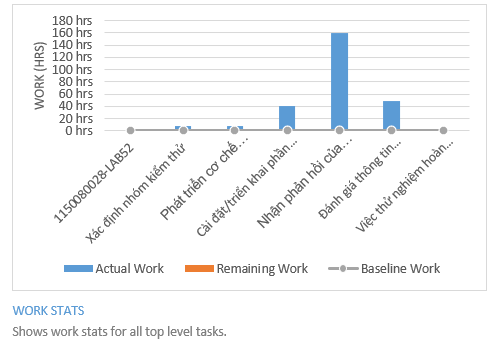 180 hrs
160 hrs
140 hrs
120 hrs
100 hrs
80 hrs
60 hrs
40 hrs
20 hrs
0 hrs
WORK (HRS)
1150080028-LAB52
Xác định nhóm kiểm thử
Phát triển cơ chế…
Cài đặt/triển khai phần…
Nhận phản hồi của…
Đánh giá thông tin…
Việc thử nghiệm hoàn…
Actual Work
Remaining Work
Baseline Work
WORK STATS
Shows work stats for all top level tasks.